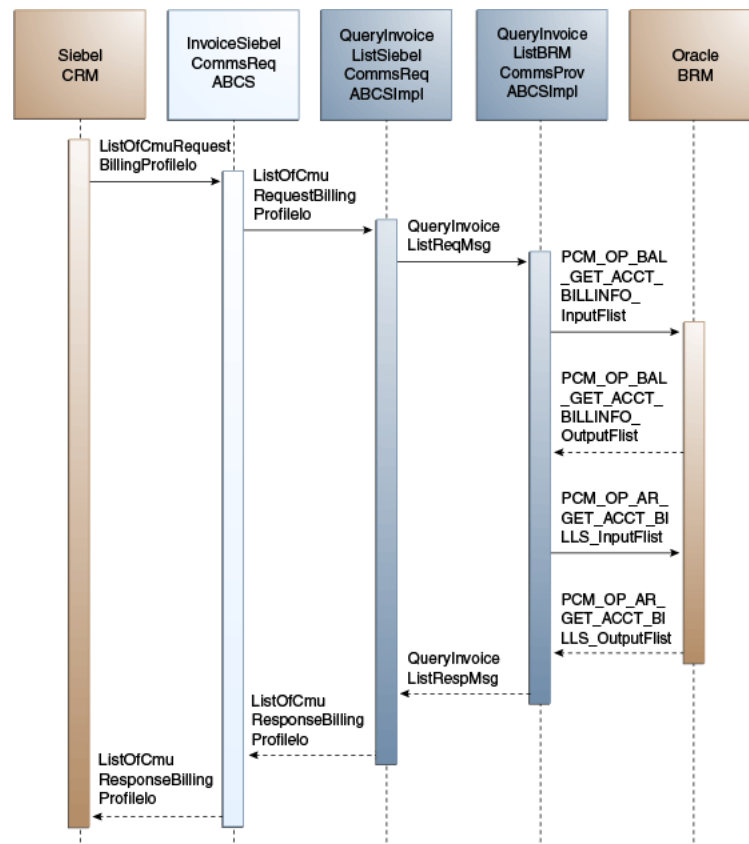 Siebel
CRM
InvoiceSiebel
CommsReq
ABCS
QueryInvoice
ListSiebel
CommsReq
ABCSImpl
QueryInvoice
ListBRM
CommsProv
ABCSImpl
Oracle
BRM
ListOfCmuRequest
BillingProfileIo
ListOfCmu
RequestBilling
ProfileIo
QueryInvoice
ListReqMsg
PCM_OP_BAL
_GET_ACCT_
BILLINFO_
InputFlist
PCM_OP_BAL
_GET_ACCT_
BILLINFO_
OutputFlist
PCM_OP_AR_
GET_ACCT_BI
LLS_InputFlist
PCM_OP_AR_
GET_ACCT_BI
LLS_OutputFlist
QueryInvoice
ListRespMsg
ListOfCmu
ResponseBilling
ProfileIo
ListOfCmu
ResponseBilling
ProfileIo